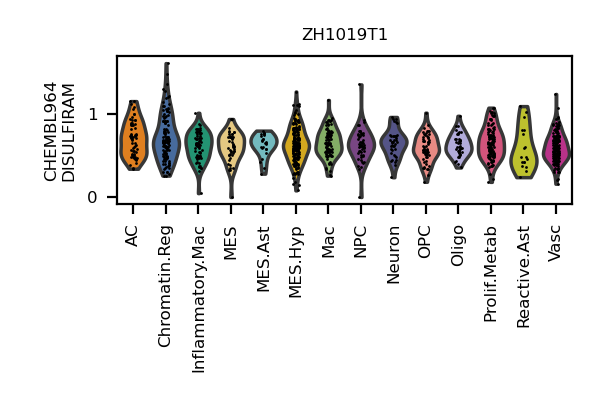 ZH1019T1
CHEMBL964
DISULFIRAM
1
0
AC
Chromatin.Reg
Inflammatory.Mac
MES
MES.Ast
MES.Hyp
Mac
NPC
Neuron
OPC
Oligo
Prolif.Metab
Reactive.Ast
Vasc